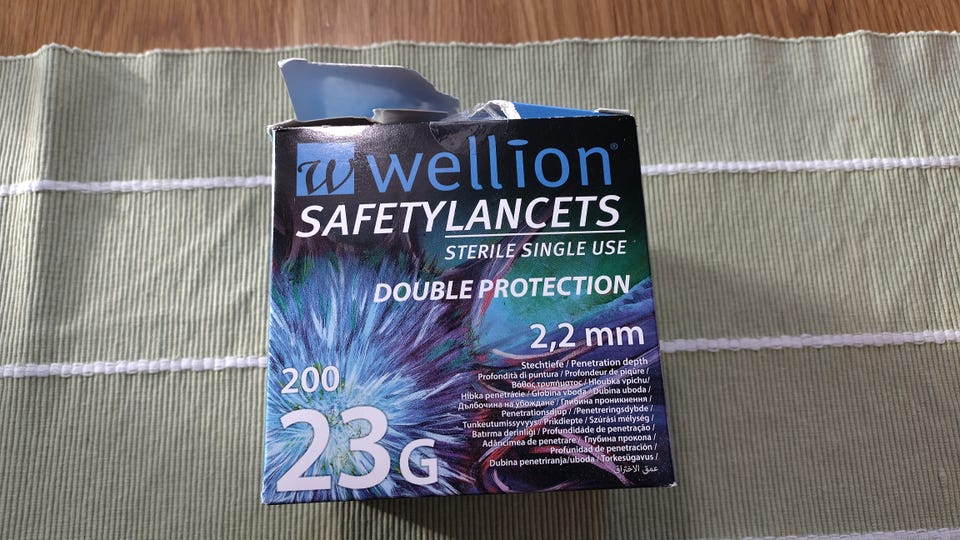 w wellion®
SAFETYLANCETS
STERILE SINGLE USE
DOUBLE PROTECTION
2,2 mm
Stechtiefe / Penetration depth
Profondità di puntura / Profondeur de piqûre /
Βάθος τρυπήματος / Hloubka vpichu/
Hĺbka penetrácie / Globina vboda / Dubina uboda /
Дълбочина на убождане / Глибина проникнення /
Penetrationsdjup / /Penetreringsdybde /
Tunkeutumissyvyys / Prikdiepte / Szúrási mélység /
Batırma derinliği / Profundidade de penetração /
Adâncimea de penetrare / Глубина прокола /
Profunidad de penetración /
Dubina penetriranja/uboda / Torkesügavus /
عمق الاختراق
200
23G